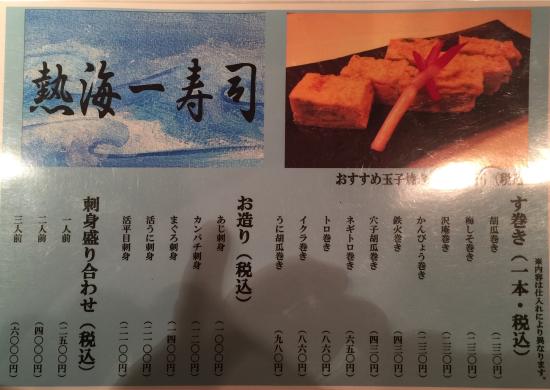 熱海一寿司
おすすめ玉子焼き
す巻き(一本・税込)
※内容は仕入れにより異なります。
胡瓜巻き (二三〇円)
梅しそ巻き (二三〇円)
沢庵巻き (二三〇円)
かんぴょう巻き (二三〇円)
鉄火巻き (四三〇円)
穴子胡瓜巻き (四三〇円)
ネギトロ巻き (六五〇円)
トロ巻き (八六〇円)
イクラ巻き (八六〇円)
うに胡瓜巻き (九八〇円)
お造り(税込)
あじ刺身 (一〇〇〇円)
カンパチ刺身 (一一〇〇円)
まぐろ刺身 (一四〇〇円)
活うに刺身 (二一〇〇円)
活平目刺身 (二一〇〇円)
刺身盛り合わせ(税込)
一人前 (二五〇〇円)
二人前 (四〇〇〇円)
三人前 (六〇〇〇円)